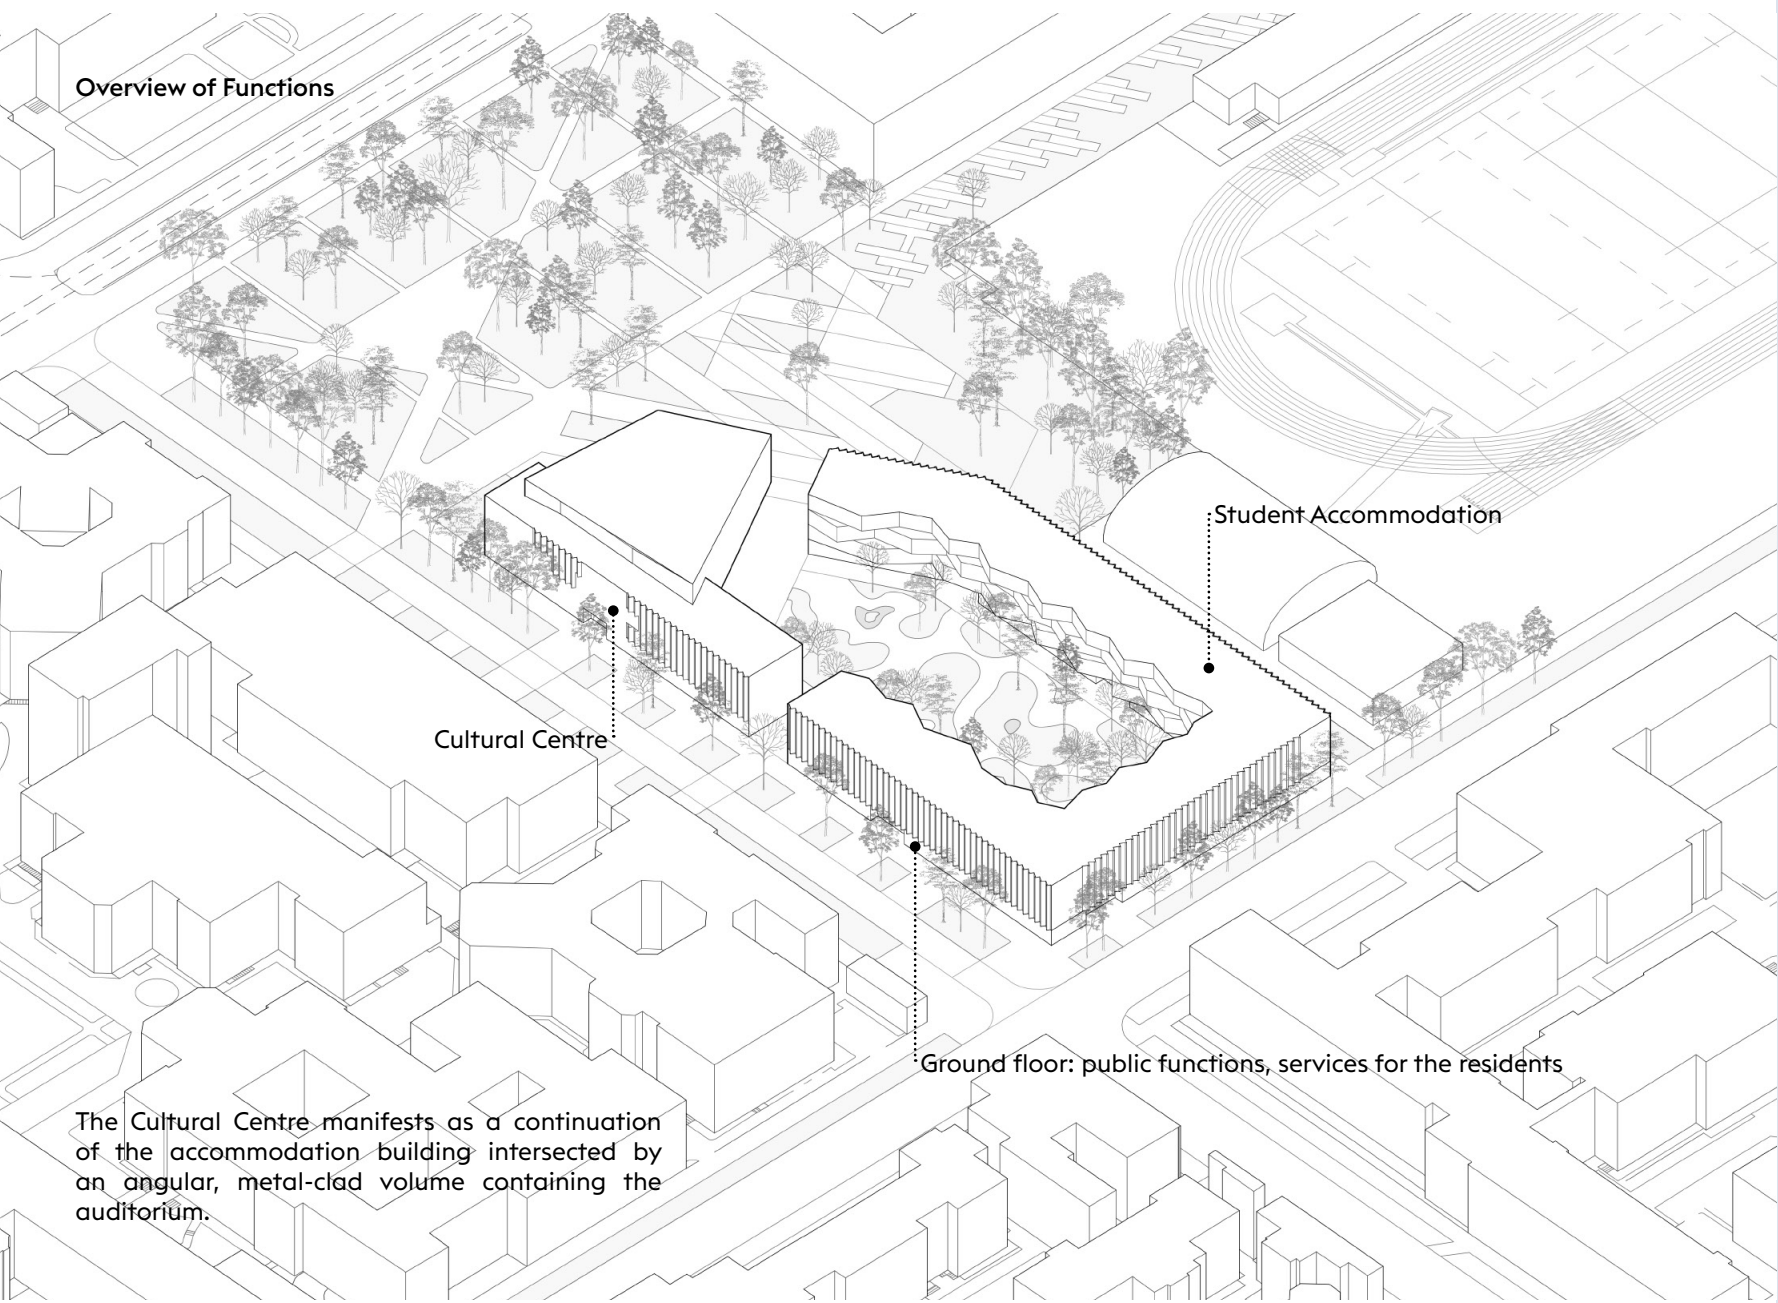 Overview of Functions
Student Accommodation
Cultural Centre
Ground floor: public functions, services for the residents
The Cultural Centre manifests as a continuation
of the accommodation building intersected by
an angular, metal-clad volume containing the
auditorium.